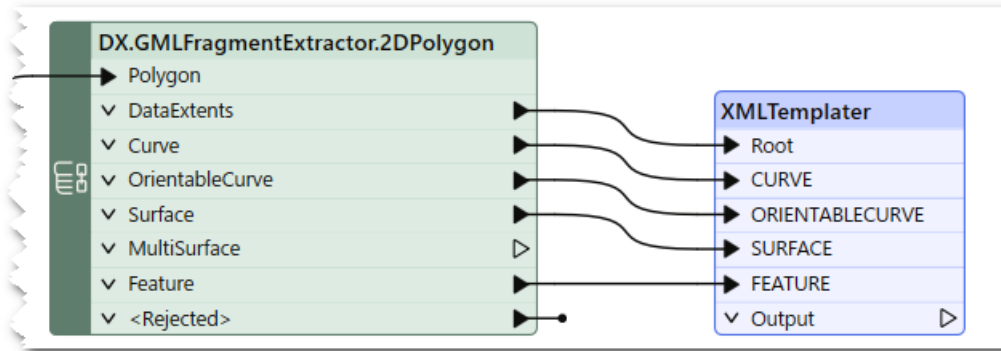 DX.GMLFragmentExtractor.2DPolygon
Polygon
DataExtents
Curve
OrientableCurve
Surface
MultiSurface
Feature
<Rejected>
XMLTemplater
Root
CURVE
ORIENTABLECURVE
SURFACE
FEATURE
Output